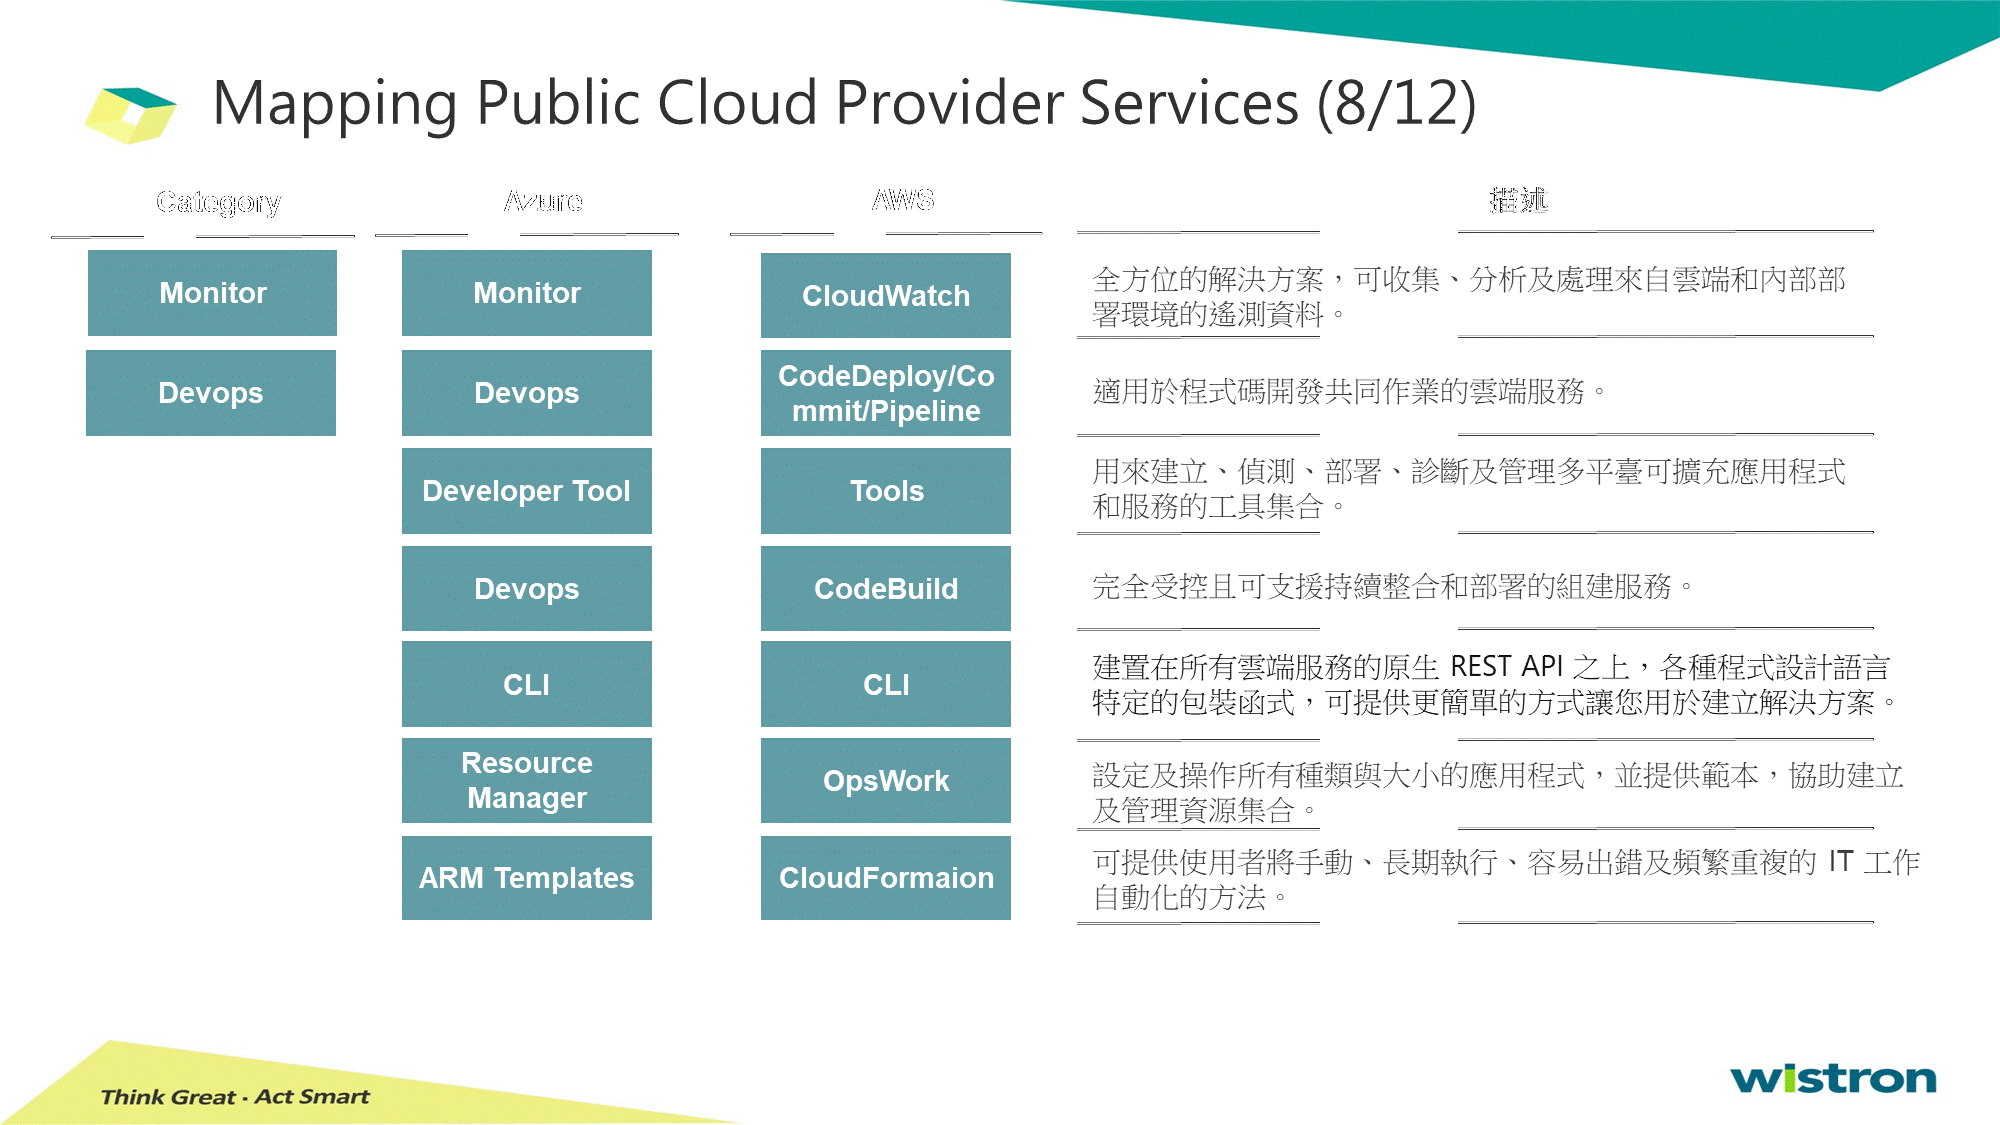 Mapping Public Cloud Provider Services (8/12)
Category
Azure
AWS
描述
Monitor
Monitor
CloudWatch
全方位的解決方案，可收集、分析及處理來自雲端和內部部
署環境的遙測資料。
Devops
Devops
CodeDeploy/Co
mmit/Pipeline
適用於程式碼開發共同作業的雲端服務。
Developer Tool
Tools
用來建立、偵測、部署、診斷及管理多平臺可擴充應用程式
和服務的工具集合。
Devops
CodeBuild
完全受控且可支援持續整合和部署的組建服務。
CLI
CLI
建置在所有雲端服務的原生 REST API 之上，各種程式設計語言
特定的包裝函式，可提供更簡單的方式讓您用於建立解決方案。
Resource
Manager
OpsWork
設定及操作所有種類與大小的應用程式，並提供範本，協助建立
及管理資源集合。
ARM Templates
CloudFormaion
可提供使用者將手動、長期執行、容易出錯及頻繁重複的 IT 工作
自動化的方法。
Think Great · Act Smart
wistron